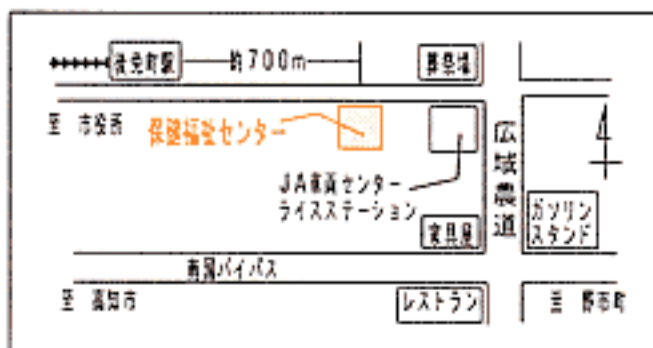 後免町駅
約700m
葬祭場
至 市役所
保健福祉センター
広域農道
JA車両センター
ライスステーション
家具屋
ガソリン
スタンド
南国バイパス
至 高知市
レストラン
至 野市町